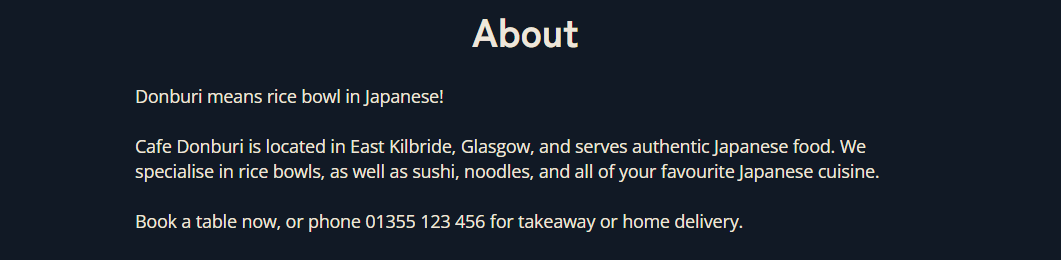 About
Donburi means rice bowl in Japanese!
Cafe Donburi is located in East Kilbride, Glasgow, and serves authentic Japanese food. We
specialise in rice bowls, as well as sushi, noodles, and all of your favourite Japanese cuisine.
Book a table now, or phone 01355 123 456 for takeaway or home delivery.